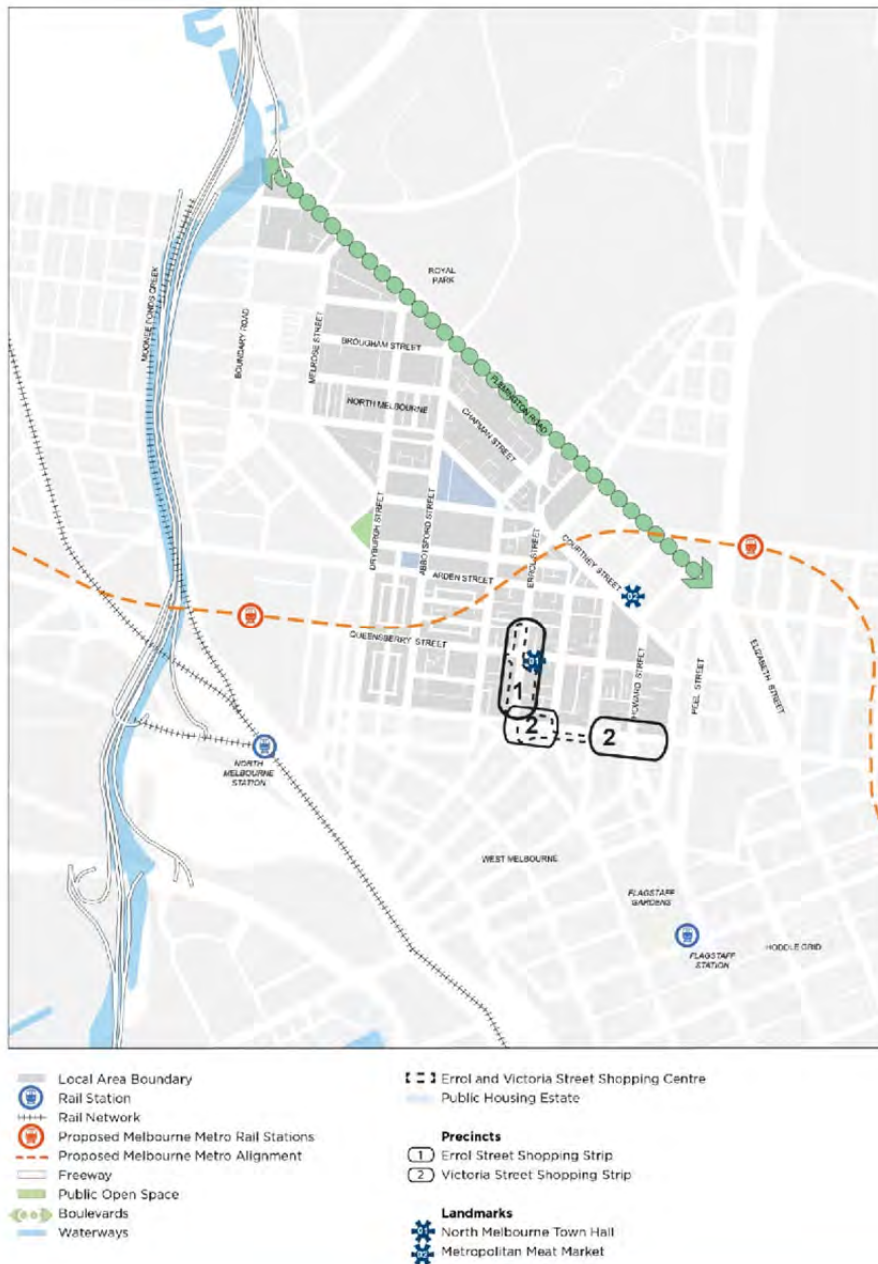 ROYAL
PARK
MOONEE PONDS CREEK
BOUNDARY ROAD
MELROSE STREET
BROUGHAM STREET
FLEMINGTON ROAD
NORTH MELBOURNE
CHAPMAN STREET
DRYBURGH STREET
ABBOTSFORD STREET
ERROL STREET
COURTNEY STREET
ARDEN STREET
02
QUEENSBERRY STREET
01
1
HOWARD STREET
PEEL STREET
ELIZABETH STREET
2
2
NORTH
MELBOURNE
STATION
WEST MELBOURNE
FLAGSTAFF
GARDENS
HODDLE GRID
FLAGSTAFF
STATION
Local Area Boundary
Rail Station
Rail Network
Proposed Melbourne Metro Rail Stations
Proposed Melbourne Metro Alignment
Freeway
Public Open Space
Boulevards
Waterways
Errol and Victoria Street Shopping Centre
Public Housing Estate
Precincts
1 Errol Street Shopping Strip
2 Victoria Street Shopping Strip
Landmarks
01 North Melbourne Town Hall
02 Metropolitan Meat Market